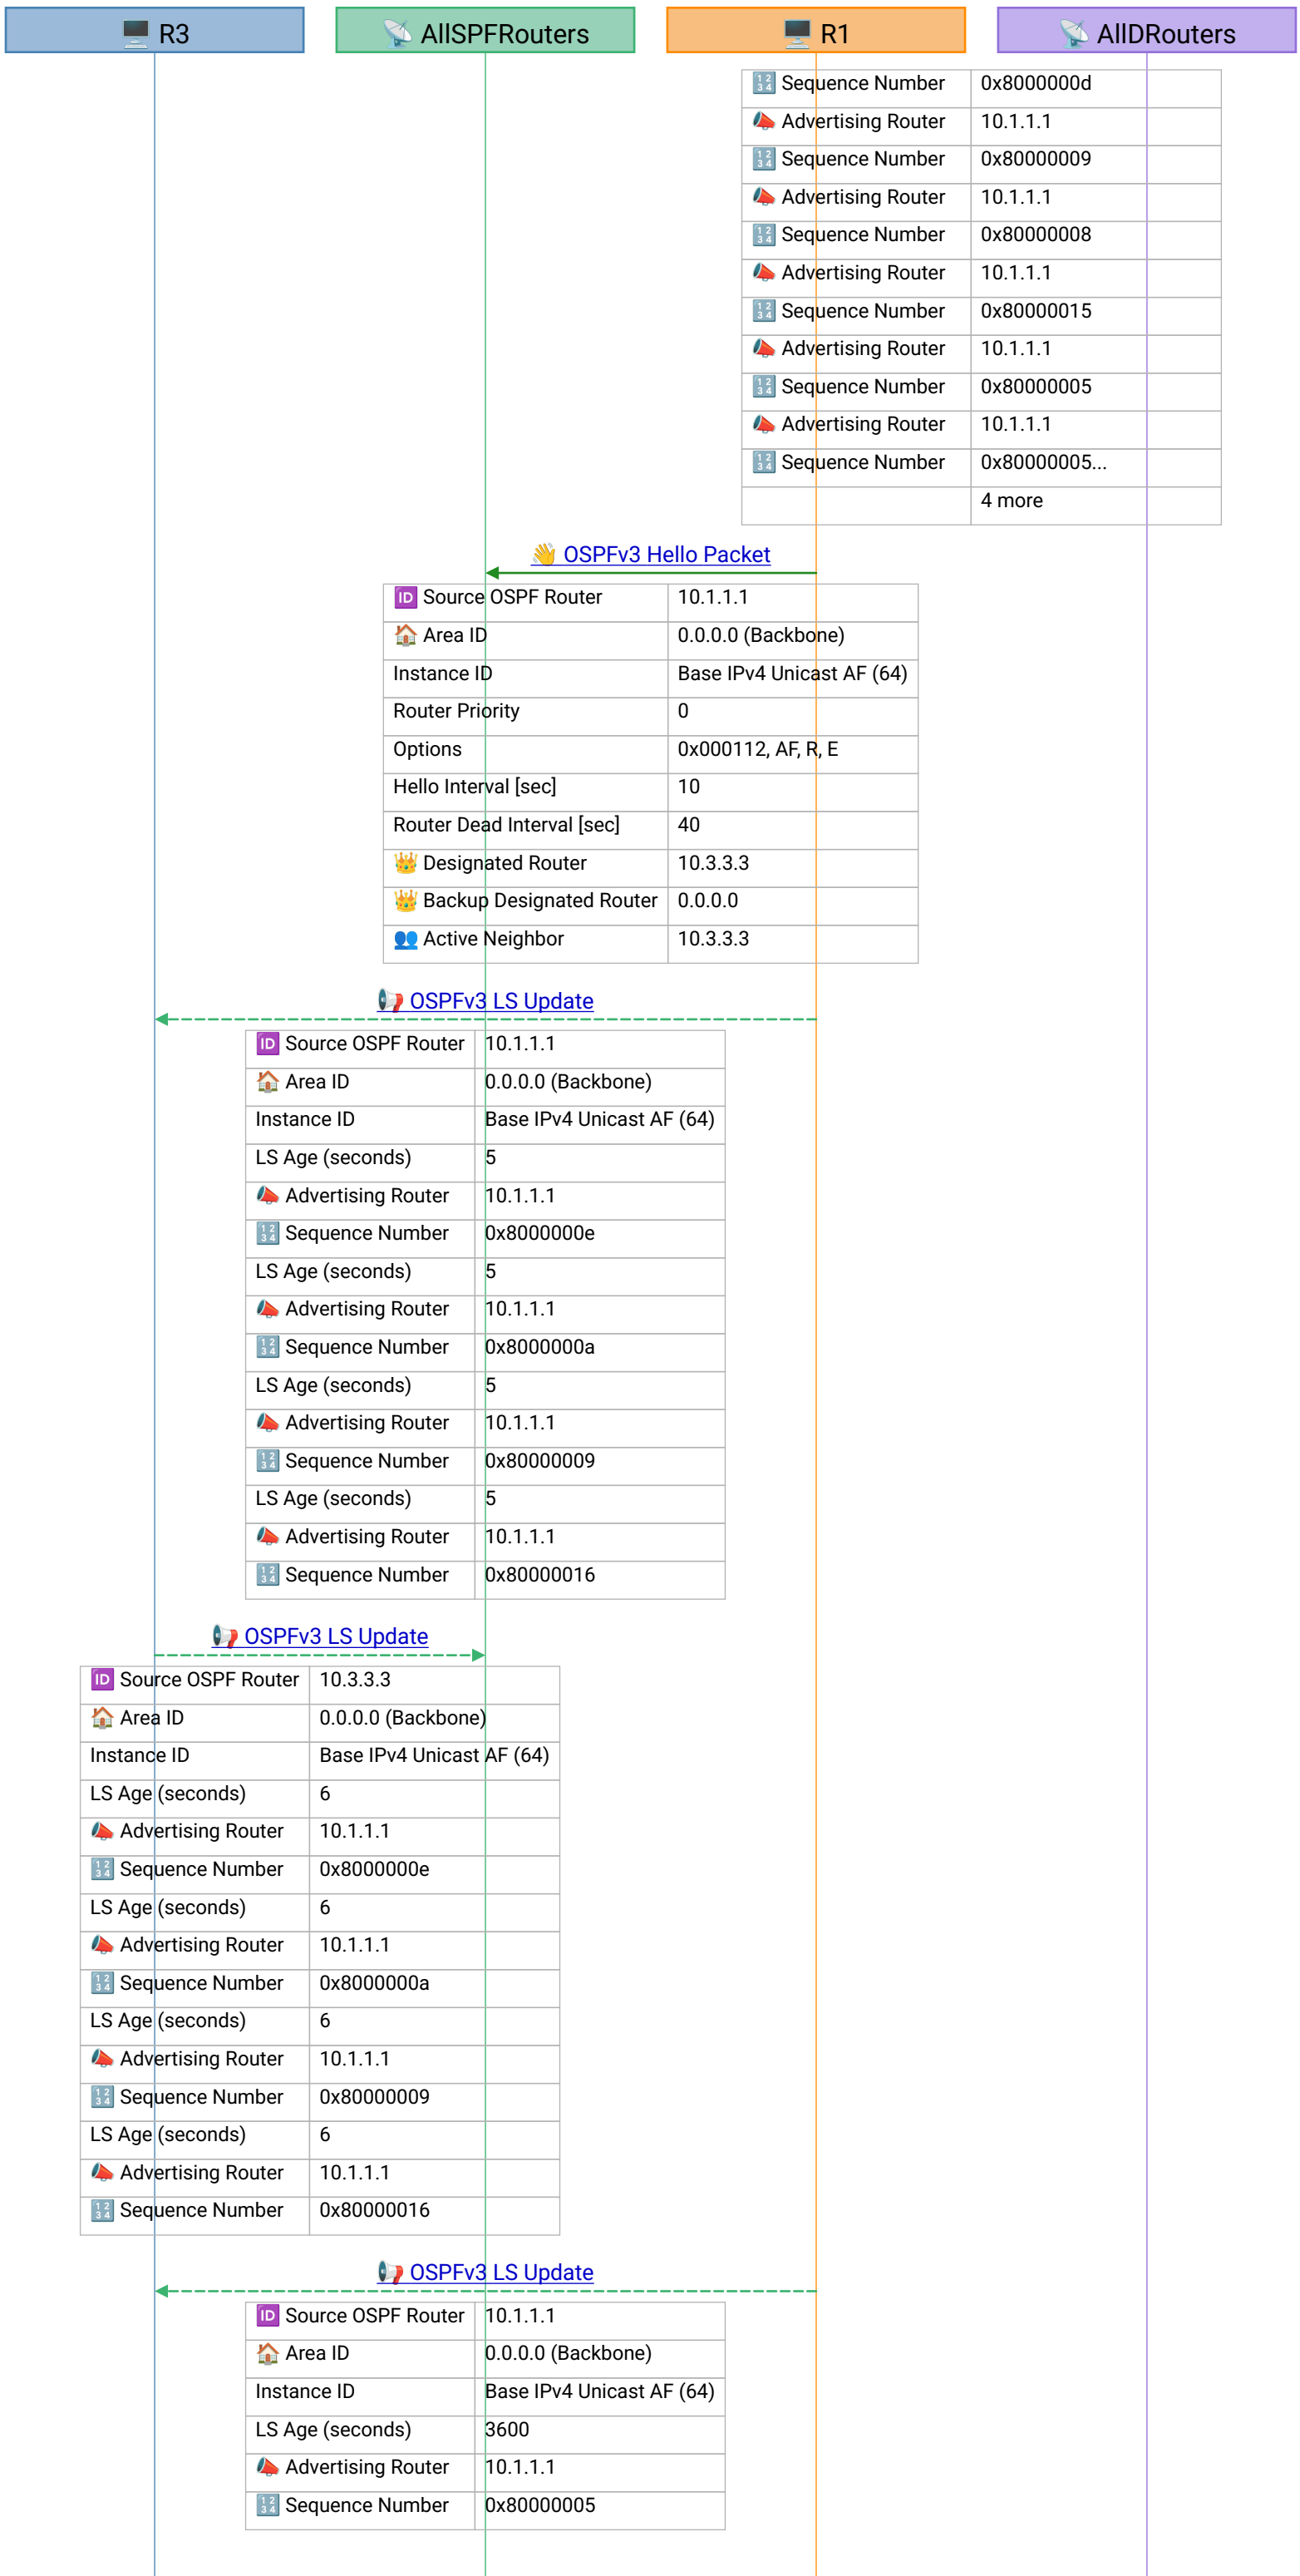 R3 AllSPFRouters R1 AllDRouters
Sequence Number 0x8000000d
Advertising Router 10.1.1.1
Sequence Number 0x80000009
Advertising Router 10.1.1.1
Sequence Number 0x80000008
Advertising Router 10.1.1.1
Sequence Number 0x80000015
Advertising Router 10.1.1.1
Sequence Number 0x80000005
Advertising Router 10.1.1.1
Sequence Number 0x80000005...
4 more
OSPFv3 Hello Packet
Source OSPF Router 10.1.1.1
Area ID 0.0.0.0 (Backbone)
Instance ID Base IPv4 Unicast AF (64)
Router Priority 0
Options 0x000112, AF, R, E
Hello Interval [sec] 10
Router Dead Interval [sec] 40
Designated Router 10.3.3.3
Backup Designated Router 0.0.0.0
Active Neighbor 10.3.3.3
OSPFv3 LS Update
Source OSPF Router 10.1.1.1
Area ID 0.0.0.0 (Backbone)
Instance ID Base IPv4 Unicast AF (64)
LS Age (seconds) 5
Advertising Router 10.1.1.1
Sequence Number 0x8000000e
LS Age (seconds) 5
Advertising Router 10.1.1.1
Sequence Number 0x8000000a
LS Age (seconds) 5
Advertising Router 10.1.1.1
Sequence Number 0x80000009
LS Age (seconds) 5
Advertising Router 10.1.1.1
Sequence Number 0x80000016
OSPFv3 LS Update
Source OSPF Router 10.3.3.3
Area ID 0.0.0.0 (Backbone)
Instance ID Base IPv4 Unicast AF (64)
LS Age (seconds) 6
Advertising Router 10.1.1.1
Sequence Number 0x8000000e
LS Age (seconds) 6
Advertising Router 10.1.1.1
Sequence Number 0x8000000a
LS Age (seconds) 6
Advertising Router 10.1.1.1
Sequence Number 0x80000009
LS Age (seconds) 6
Advertising Router 10.1.1.1
Sequence Number 0x80000016
OSPFv3 LS Update
Source OSPF Router 10.1.1.1
Area ID 0.0.0.0 (Backbone)
Instance ID Base IPv4 Unicast AF (64)
LS Age (seconds) 3600
Advertising Router 10.1.1.1
Sequence Number 0x80000005